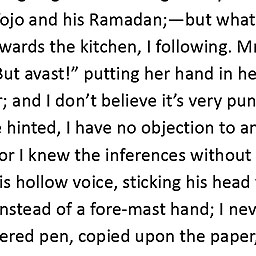 ojo and his Ramadan;—but what
wards the kitchen, I following. Mr
But avast!” putting her hand in he
; and I don’t believe it’s very pun
hinted, I have no objection to an
or I knew the inferences without
is hollow voice, sticking his head
nstead of a fore-mast hand; I nev
ered pen, copied upon the paper,